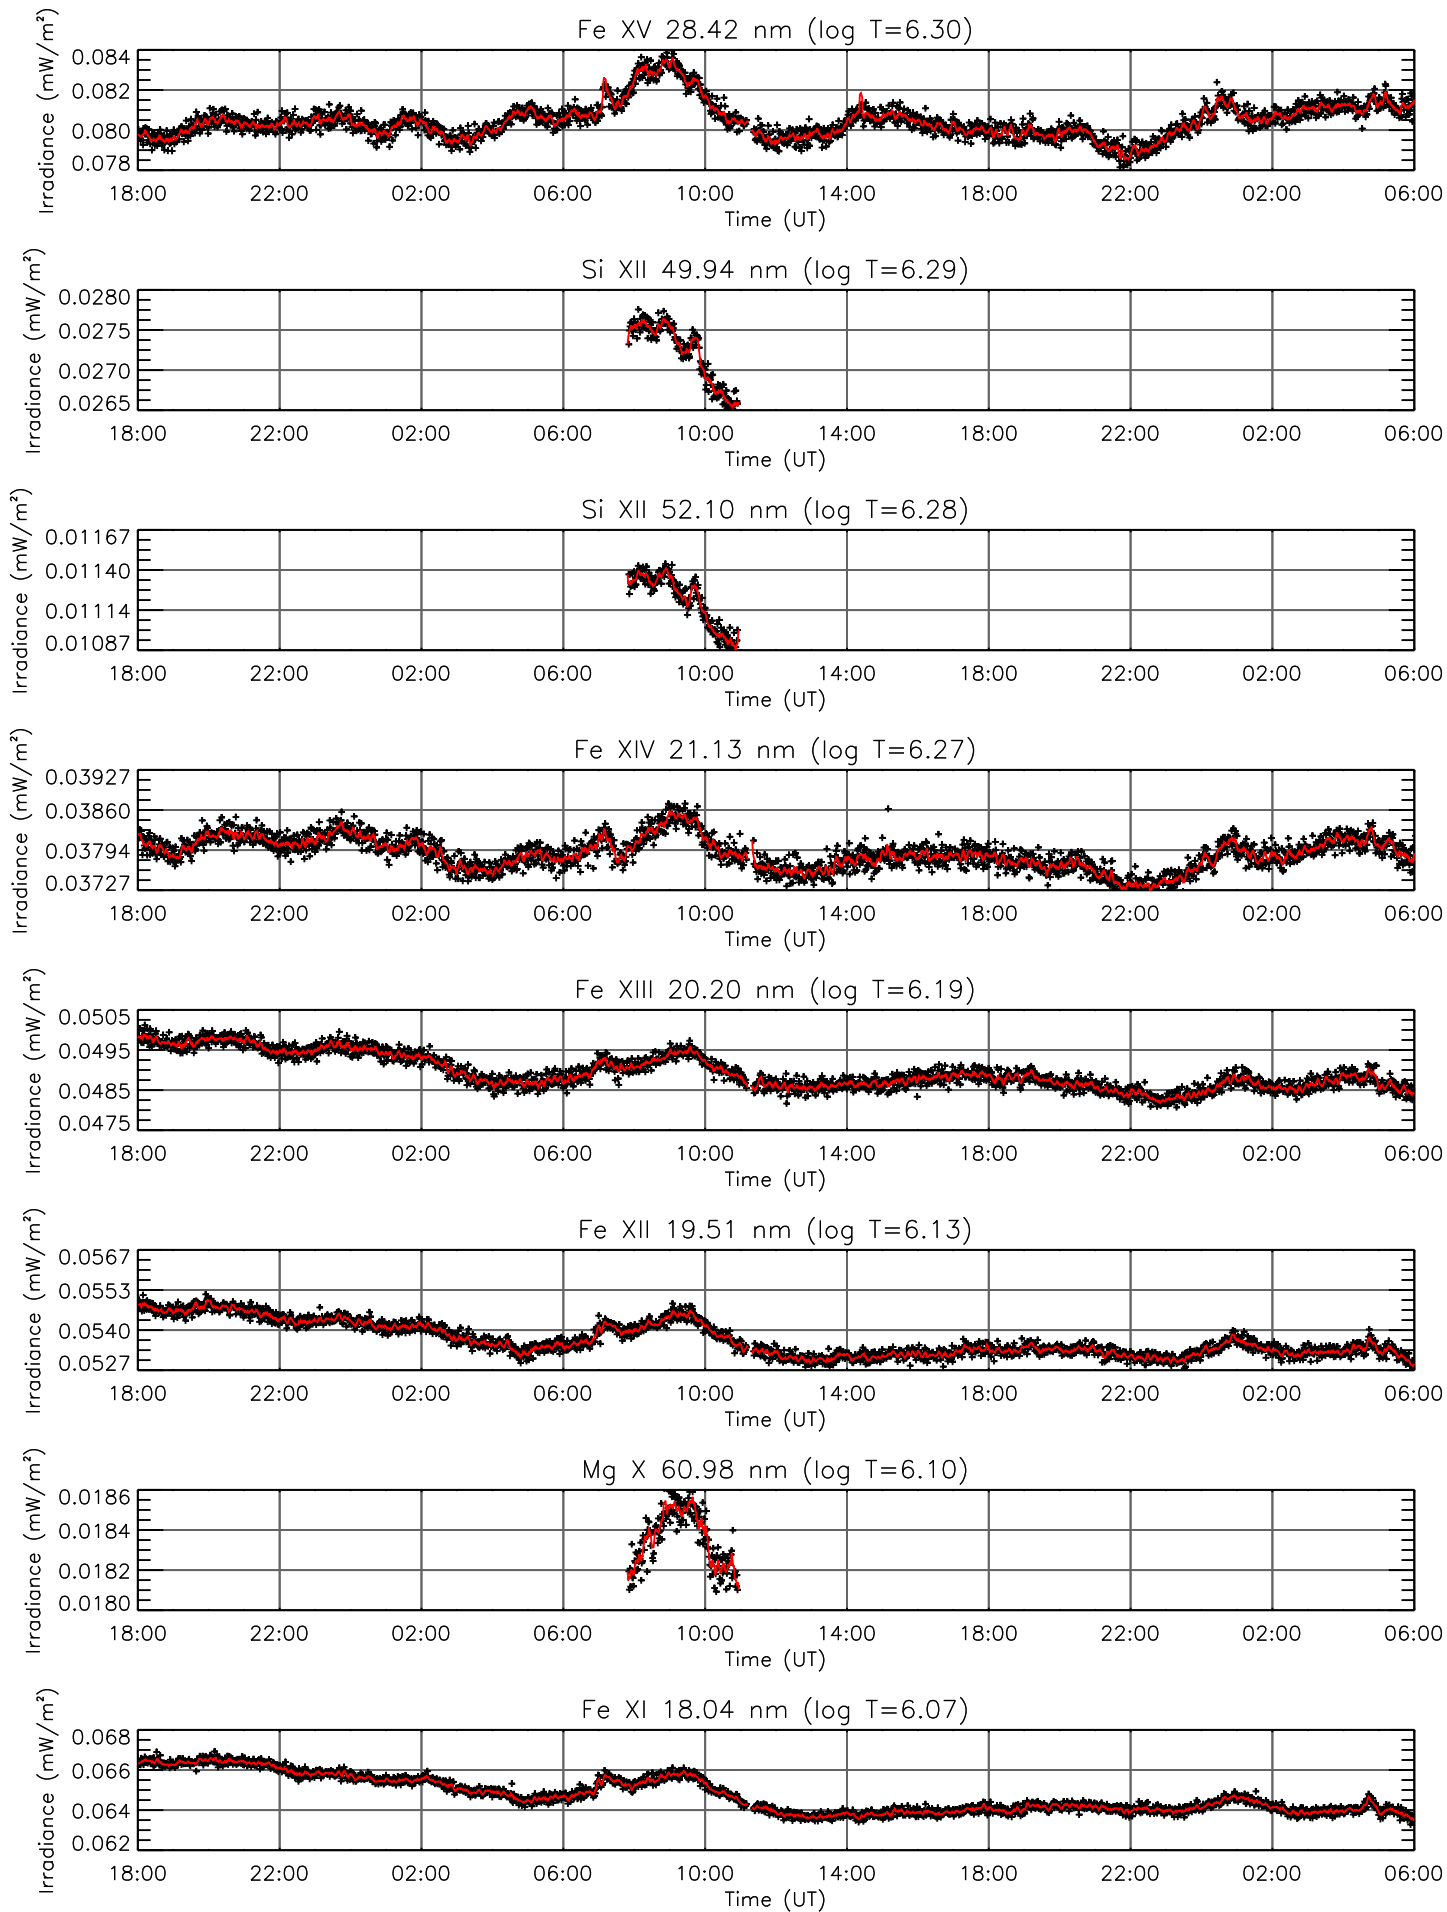 Fe XV 28.42 nm (log T=6.30)
Irradiance (mW/m²)
0.084
0.082
0.080
0.078
18:00 22:00 02:00 06:00 10:00 14:00 18:00 22:00 02:00 06:00
Time (UT)
Si XII 49.94 nm (log T=6.29)
Irradiance (mW/m²)
0.0280
0.0275
0.0270
0.0265
18:00 22:00 02:00 06:00 10:00 14:00 18:00 22:00 02:00 06:00
Time (UT)
Si XII 52.10 nm (log T=6.28)
Irradiance (mW/m²)
0.01167
0.01140
0.01114
0.01087
18:00 22:00 02:00 06:00 10:00 14:00 18:00 22:00 02:00 06:00
Time (UT)
Fe XIV 21.13 nm (log T=6.27)
Irradiance (mW/m²)
0.03927
0.03860
0.03794
0.03727
18:00 22:00 02:00 06:00 10:00 14:00 18:00 22:00 02:00 06:00
Time (UT)
Fe XIII 20.20 nm (log T=6.19)
Irradiance (mW/m²)
0.0505
0.0495
0.0485
0.0475
18:00 22:00 02:00 06:00 10:00 14:00 18:00 22:00 02:00 06:00
Time (UT)
Fe XII 19.51 nm (log T=6.13)
Irradiance (mW/m²)
0.0567
0.0553
0.0540
0.0527
18:00 22:00 02:00 06:00 10:00 14:00 18:00 22:00 02:00 06:00
Time (UT)
Mg X 60.98 nm (log T=6.10)
Irradiance (mW/m²)
0.0186
0.0184
0.0182
0.0180
18:00 22:00 02:00 06:00 10:00 14:00 18:00 22:00 02:00 06:00
Time (UT)
Fe XI 18.04 nm (log T=6.07)
Irradiance (mW/m²)
0.068
0.066
0.064
0.062
18:00 22:00 02:00 06:00 10:00 14:00 18:00 22:00 02:00 06:00
Time (UT)